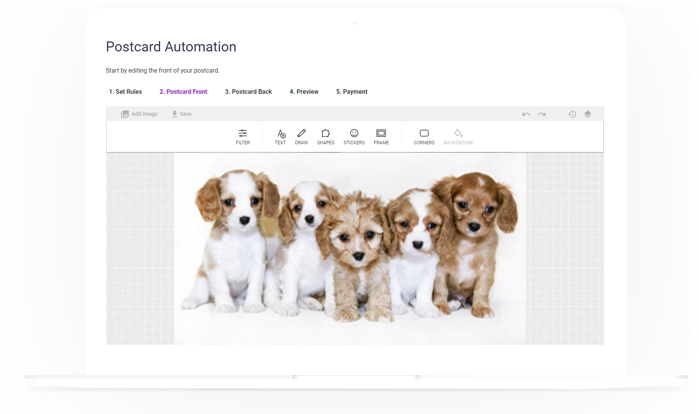 Postcard Automation
Start by editing the front of your postcard.
1. Set Rules 2. Postcard Front 3. Postcard Back 4. Preview 5. Payment
Add Image Save
FILTER TEXT DRAW SHAPES STICKERS FRAME CORNERS BACKGROUND